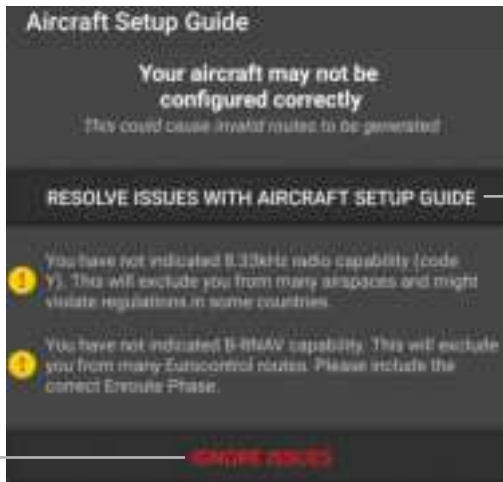 Aircraft Setup Guide
Your aircraft may not be
configured correctly
This could cause invalid routes to be generated
RESOLVE ISSUES WITH AIRCRAFT SETUP GUIDE
You have not indicated 8.33kHz radio capability (code
Y). This will exclude you from many airspaces and might
violate regulations in some countries.
You have not indicated B-RNAV capability. This will exclude
you from many Eurocontrol routes. Please include the
correct Enroute Phase.
IGNORE ISSUES